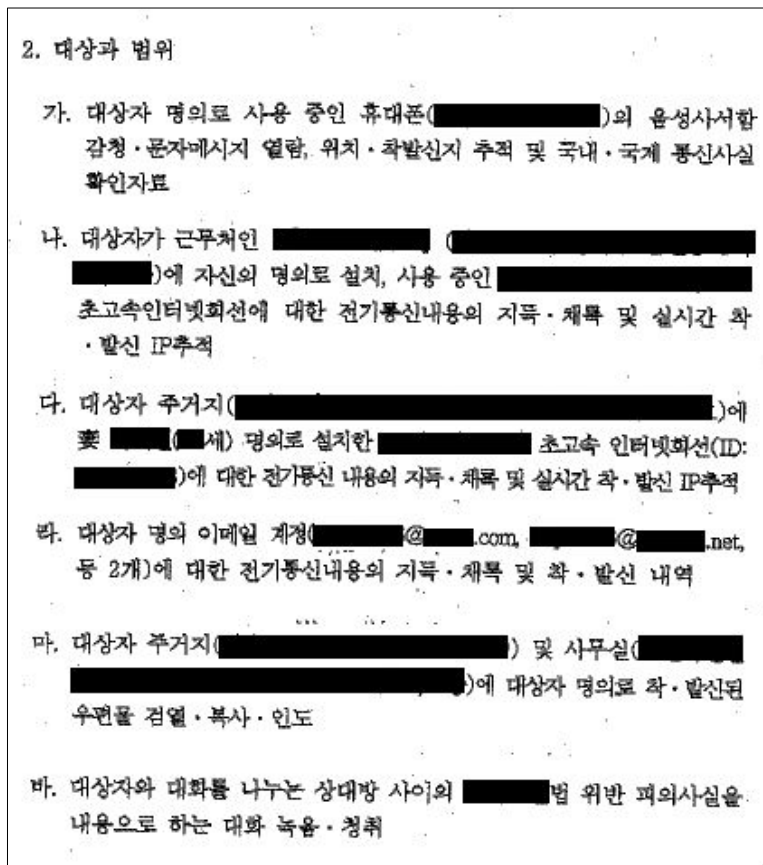 2. 대상과 범위
가. 대상자 명의로 사용 중인 휴대폰( )의 음성사서함
감청·문자메시지 열람, 위치·착발신지 추적 및 국내·국제 통신사실
확인자료
나. 대상자가 근무처인 (
)에 자신의 명의로 설치, 사용 중인
초고속인터넷회선에 대한 전기통신내용의 지득·채록 및 실시간 착
·발신 IP추적
다. 대상자 주거지( )에
妻 ( 세) 명의로 설치한 초고속 인터넷회선(ID:
)에 대한 전기통신 내용의 지득·채록 및 실시간 착·발신 IP추적
라. 대상자 명의 이메일 계정( @ .com, @ .net,
등 2개)에 대한 전기통신내용의 지득·채록 및 착·발신 내역
마. 대상자 주거지( ) 및 사무실(
)에 대상자 명의로 착·발신된
우편물 검열·복사·인도
바. 대상자와 대화를 나누는 상대방 사이의 법 위반 피의사실을
내용으로 하는 대화 녹음·청취